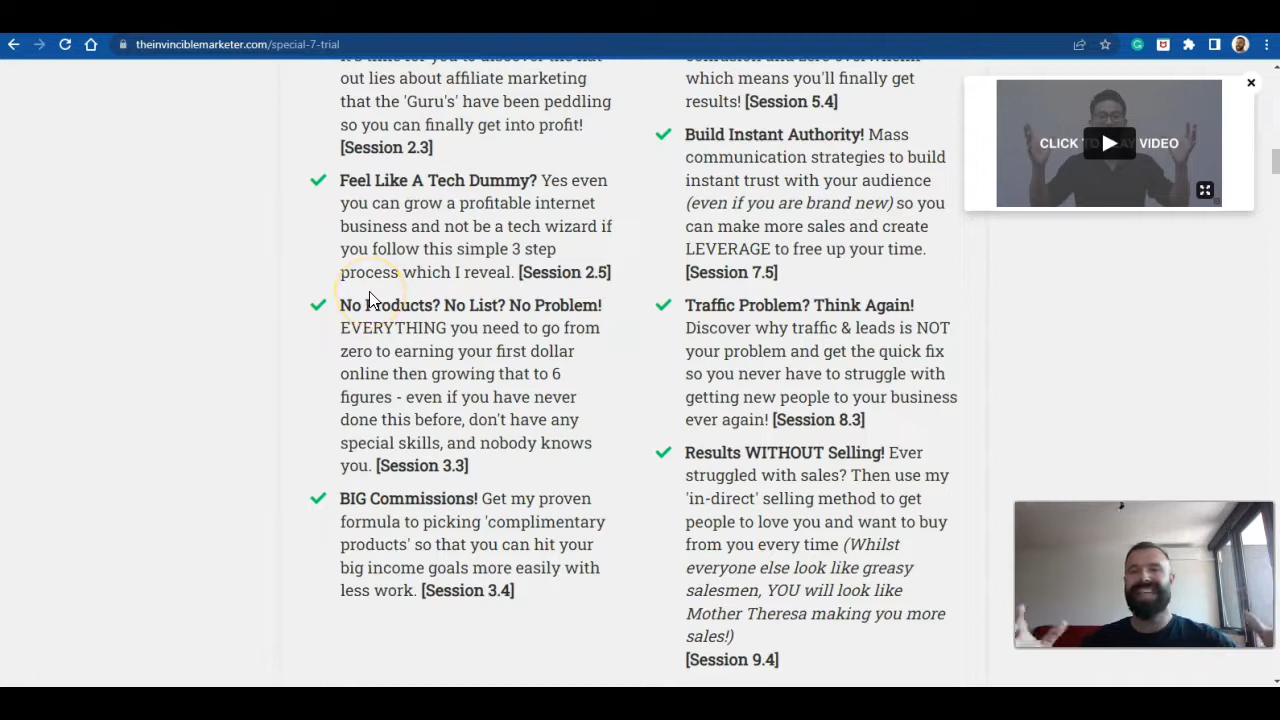 theinvinciblemarketer.com/special-7-trial
out lies about affiliate marketing
that the 'Guru's' have been peddling
so you can finally get into profit!
[Session 2.3]
Feel Like A Tech Dummy? Yes even
you can grow a profitable internet
business and not be a tech wizard if
you follow this simple 3 step
process which I reveal. [Session 2.5]
No Products? No List? No Problem!
EVERYTHING you need to go from
zero to earning your first dollar
online then growing that to 6
figures - even if you have never
done this before, don't have any
special skills, and nobody knows
you. [Session 3.3]
BIG Commissions! Get my proven
formula to picking 'complimentary
products' so that you can hit your
big income goals more easily with
less work. [Session 3.4]
which means you'll finally get
results! [Session 5.4]
Build Instant Authority! Mass
communication strategies to build
instant trust with your audience
(even if you are brand new) so you
can make more sales and create
LEVERAGE to free up your time.
[Session 7.5]
Traffic Problem? Think Again!
Discover why traffic & leads is NOT
your problem and get the quick fix
so you never have to struggle with
getting new people to your business
ever again! [Session 8.3]
Results WITHOUT Selling! Ever
struggled with sales? Then use my
'in-direct' selling method to get
people to love you and want to buy
from you every time (Whilst
everyone else look like greasy
salesmen, YOU will look like
Mother Theresa making you more
sales!)
[Session 9.4]
CLICK VIDEO